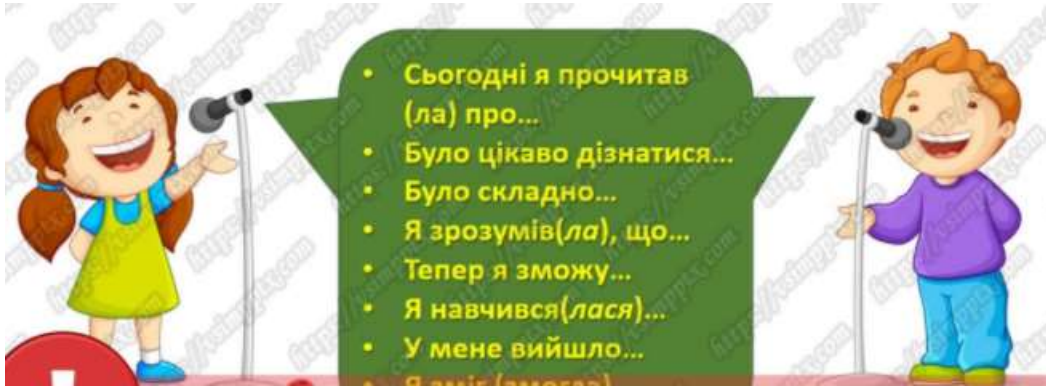 • Сьогодні я прочитав
(ла) про...
• Було цікаво дізнатися...
• Було складно...
• Я зрозумів(ла), що...
• Тепер я зможу...
• Я навчився(лася)...
• У мене вийшло...